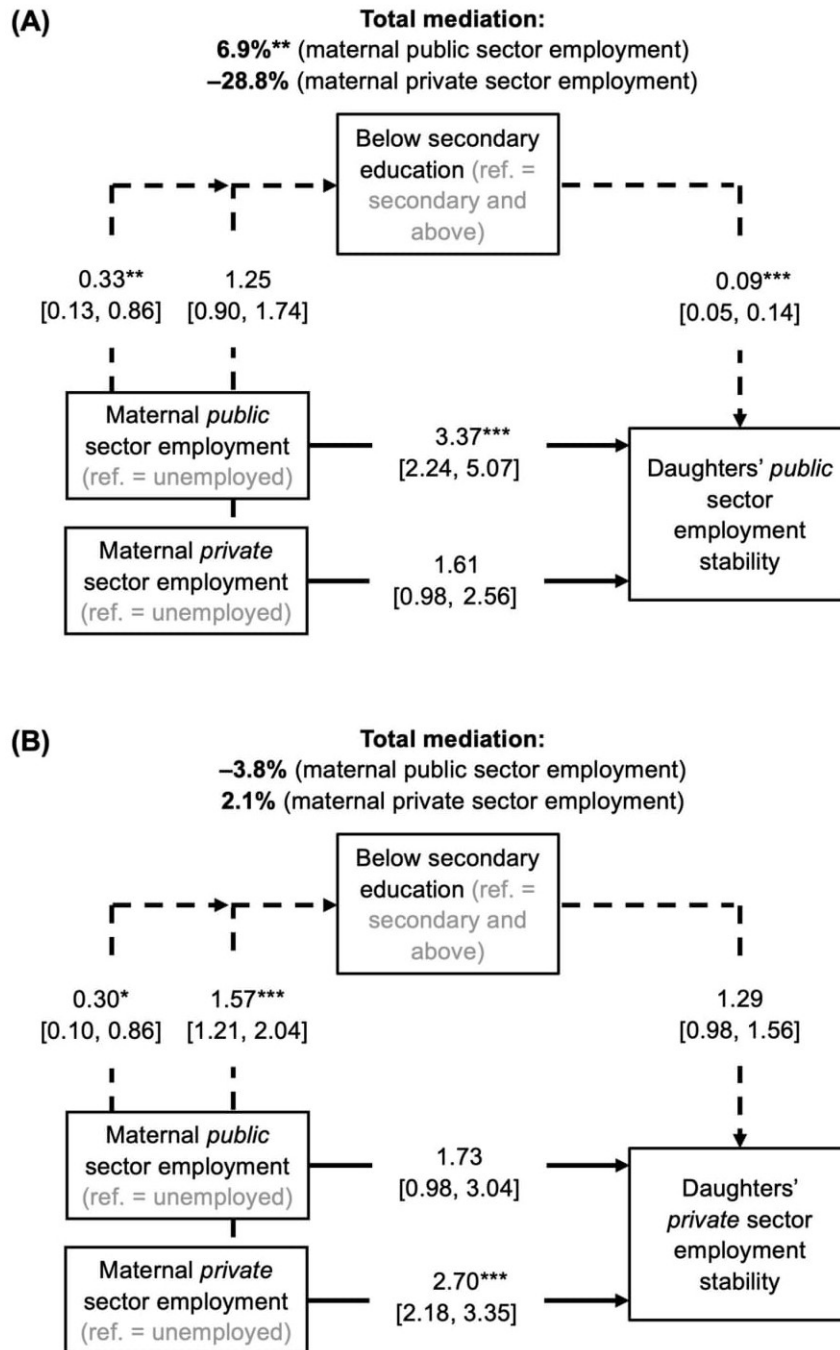 (A)
Total mediation:
6.9%** (maternal public sector employment)
–28.8% (maternal private sector employment)
Below secondary
education (ref. =
secondary and
above)
0.33**
[0.13, 0.86]
1.25
[0.90, 1.74]
0.09***
[0.05, 0.14]
Maternal public
sector employment
(ref. = unemployed)
3.37***
[2.24, 5.07]
Daughters’ public
sector
employment
stability
Maternal private
sector employment
(ref. = unemployed)
1.61
[0.98, 2.56]
(B)
Total mediation:
–3.8% (maternal public sector employment)
2.1% (maternal private sector employment)
Below secondary
education (ref. =
secondary and
above)
0.30*
[0.10, 0.86]
1.57***
[1.21, 2.04]
1.29
[0.98, 1.56]
Maternal public
sector employment
(ref. = unemployed)
1.73
[0.98, 3.04]
Daughters’
private sector
employment
stability
Maternal private
sector employment
(ref. = unemployed)
2.70***
[2.18, 3.35]